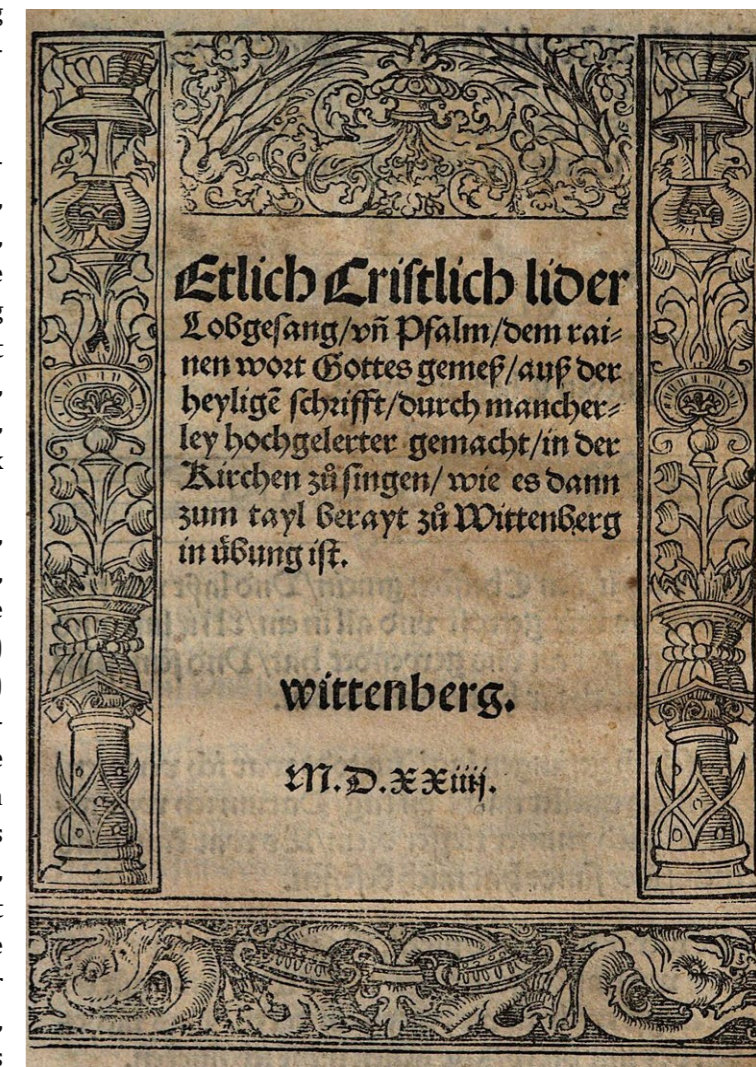 Etlich Cristlich lider
Lobgesang/vñ Psalm/dem rai⸗
nen wort Gottes gemeß/auß der
heyligē schrifft/durch mancher⸗
ley hochgelerter gemacht/in der
Kirchen zů singen/ wie es dann
zum tayl berayt zů Wittenberg
in übung ist.
wittenberg.
M.D.XXiiij.